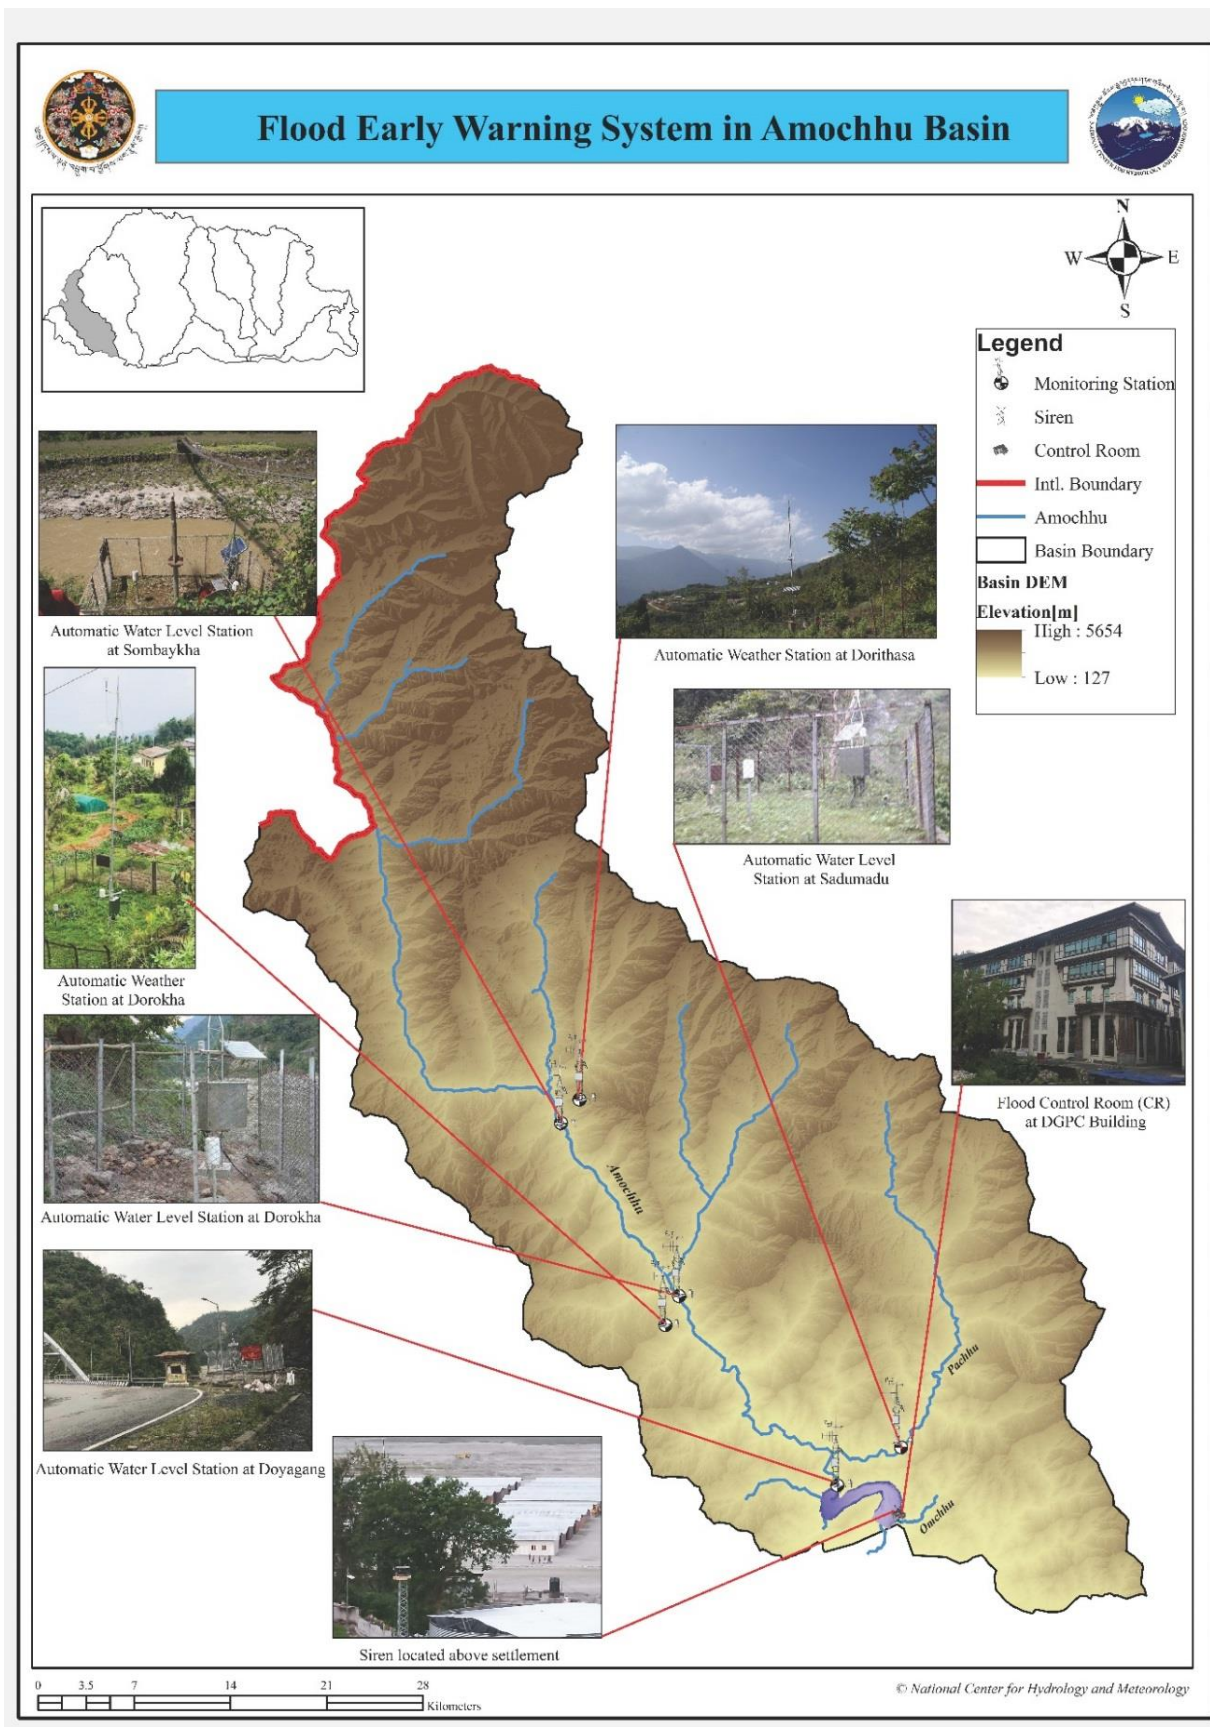 Flood Early Warning System in Amochhu Basin
N
W
E
S
Legend
Monitoring Station
Siren
Control Room
Intl. Boundary
Amochhu
Basin Boundary
Basin DEM
Elevation[m]
High : 5654
Low : 127
Automatic Water Level Station
at Sombaykha
Automatic Weather Station at Dorithasa
Automatic Water Level
Station at Sadumadu
Automatic Weather
Station at Dorokha
Flood Control Room (CR)
at DGPC Building
Automatic Water Level Station at Dorokha
Amochhu
Pachhu
Omchhu
Automatic Water Level Station at Doyagang
Siren located above settlement
0 3.5 7 14 21 28
Kilometers
© National Center for Hydrology and Meteorology